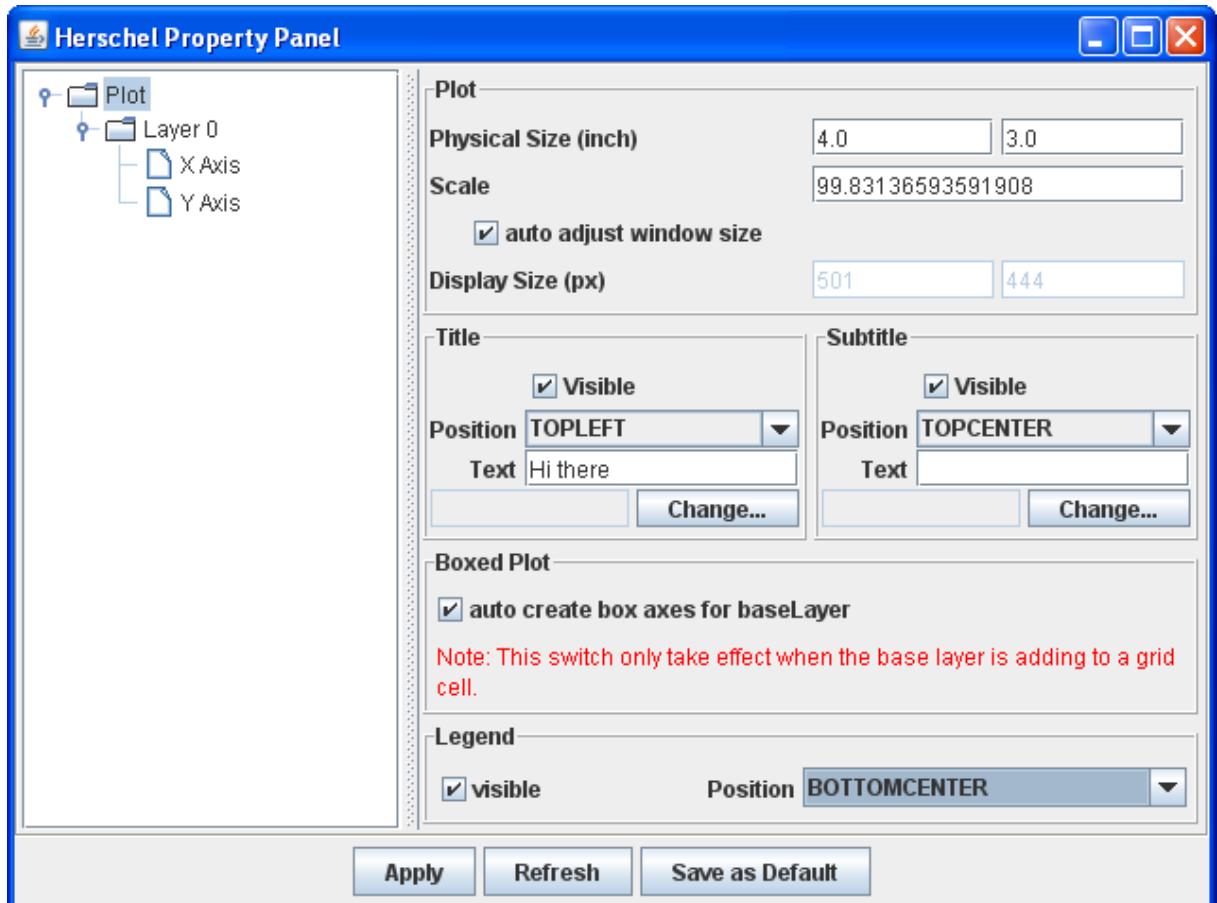 Herschel Property Panel
Plot
Layer 0
X Axis
Y Axis
Plot
Physical Size (inch) 4.0 3.0
Scale 99.83136593591908
auto adjust window size
Display Size (px) 501 444
Title
Visible
Position TOPLEFT
Text Hi there
Change...
Subtitle
Visible
Position TOPCENTER
Text
Change...
Boxed Plot
auto create box axes for baseLayer
Note: This switch only take effect when the base layer is adding to a grid
cell.
Legend
visible Position BOTTOMCENTER
Apply Refresh Save as Default